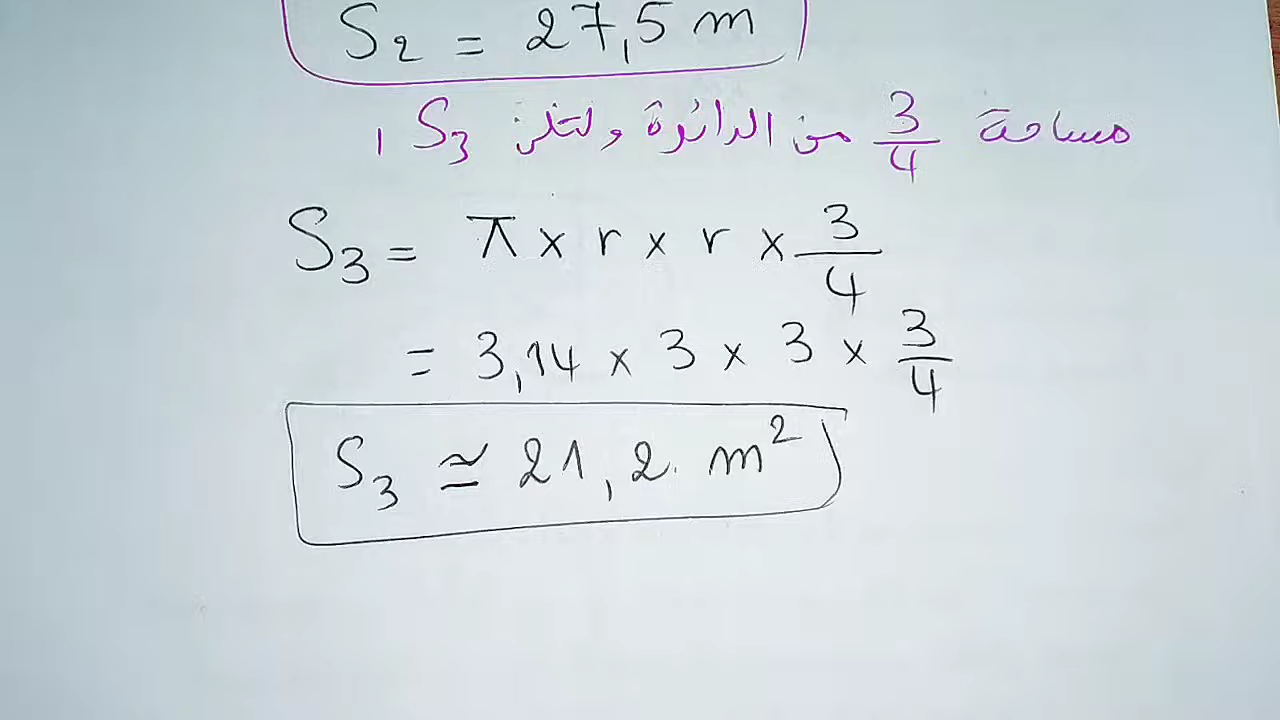 S₂ = 27,5 m
مساحة 3/4 من الدائرة ولتكن S₃ ،
S₃ = π × r × r × 3/4
= 3,14 × 3 × 3 × 3/4
S₃ ≃ 21,2 m²